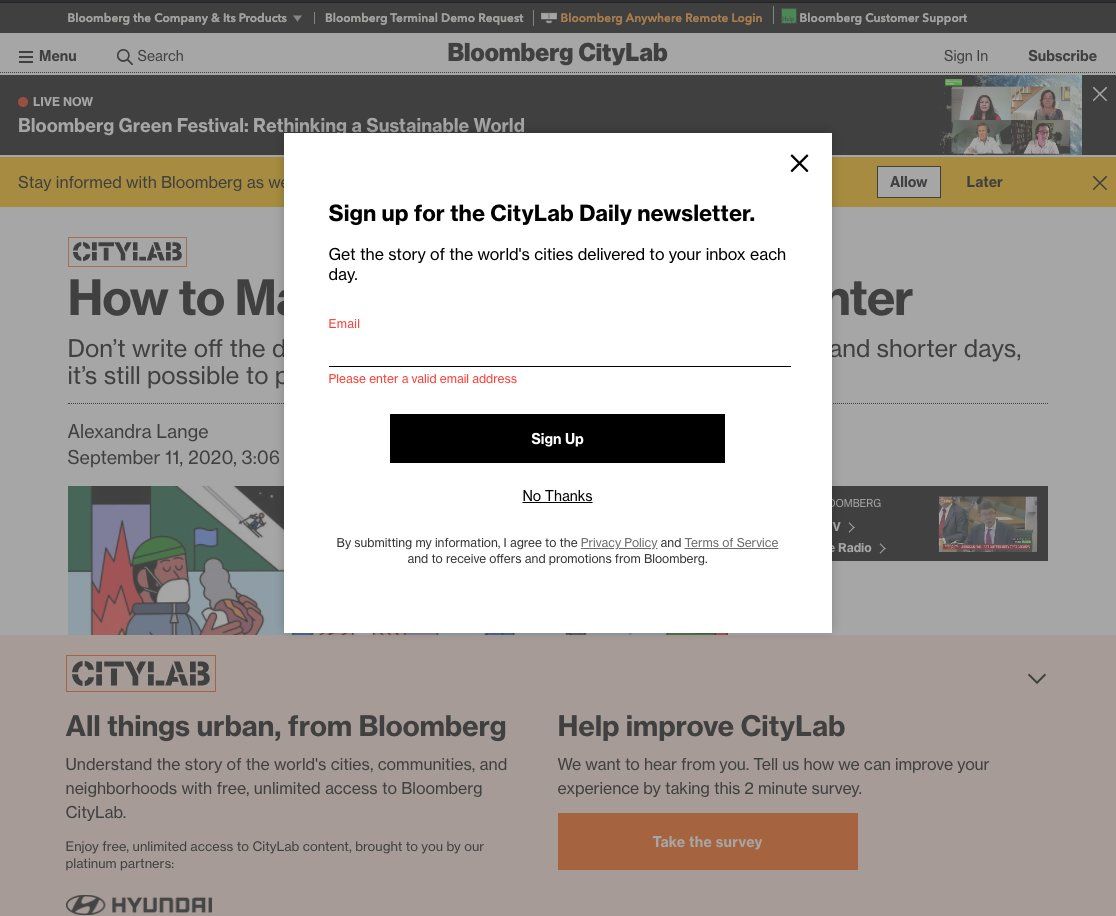 Bloomberg the Company & Its Products
Bloomberg Terminal Demo Request
Bloomberg Anywhere Remote Login
Bloomberg Customer Support
Menu
Search
Bloomberg CityLab
Sign In
Subscribe
LIVE NOW
Bloomberg Green Festival: Rethinking a Sustainable World
Stay informed with Bloomberg as we
Allow
Later
CITYLAB
How to Ma
nter
Don’t write off the d
and shorter days,
it’s still possible to p
Alexandra Lange
September 11, 2020, 3:06
Sign up for the CityLab Daily newsletter.
Get the story of the world's cities delivered to your inbox each
day.
Email
Please enter a valid email address
Sign Up
No Thanks
By submitting my information, I agree to the Privacy Policy and Terms of Service
and to receive offers and promotions from Bloomberg.
OOMBERG
V
e Radio
CITYLAB
All things urban, from Bloomberg
Understand the story of the world's cities, communities, and
neighborhoods with free, unlimited access to Bloomberg
CityLab.
Enjoy free, unlimited access to CityLab content, brought to you by our
platinum partners:
HYUNDAI
Help improve CityLab
We want to hear from you. Tell us how we can improve your
experience by taking this 2 minute survey.
Take the survey